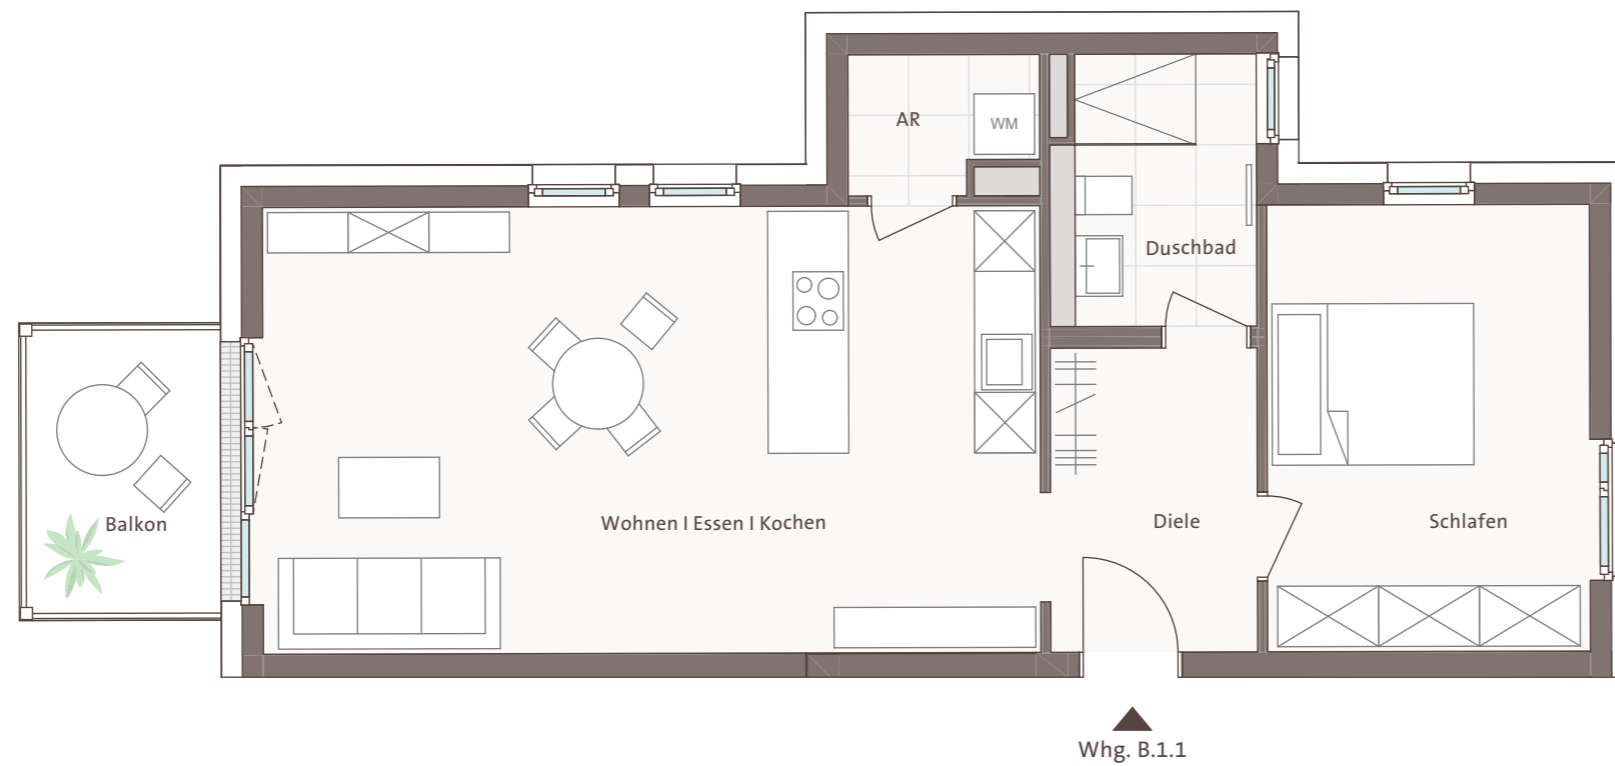 AR
WM
Duschbad
Balkon
Wohnen I Essen I Kochen
Diele
Schlafen
Whg. B.1.1